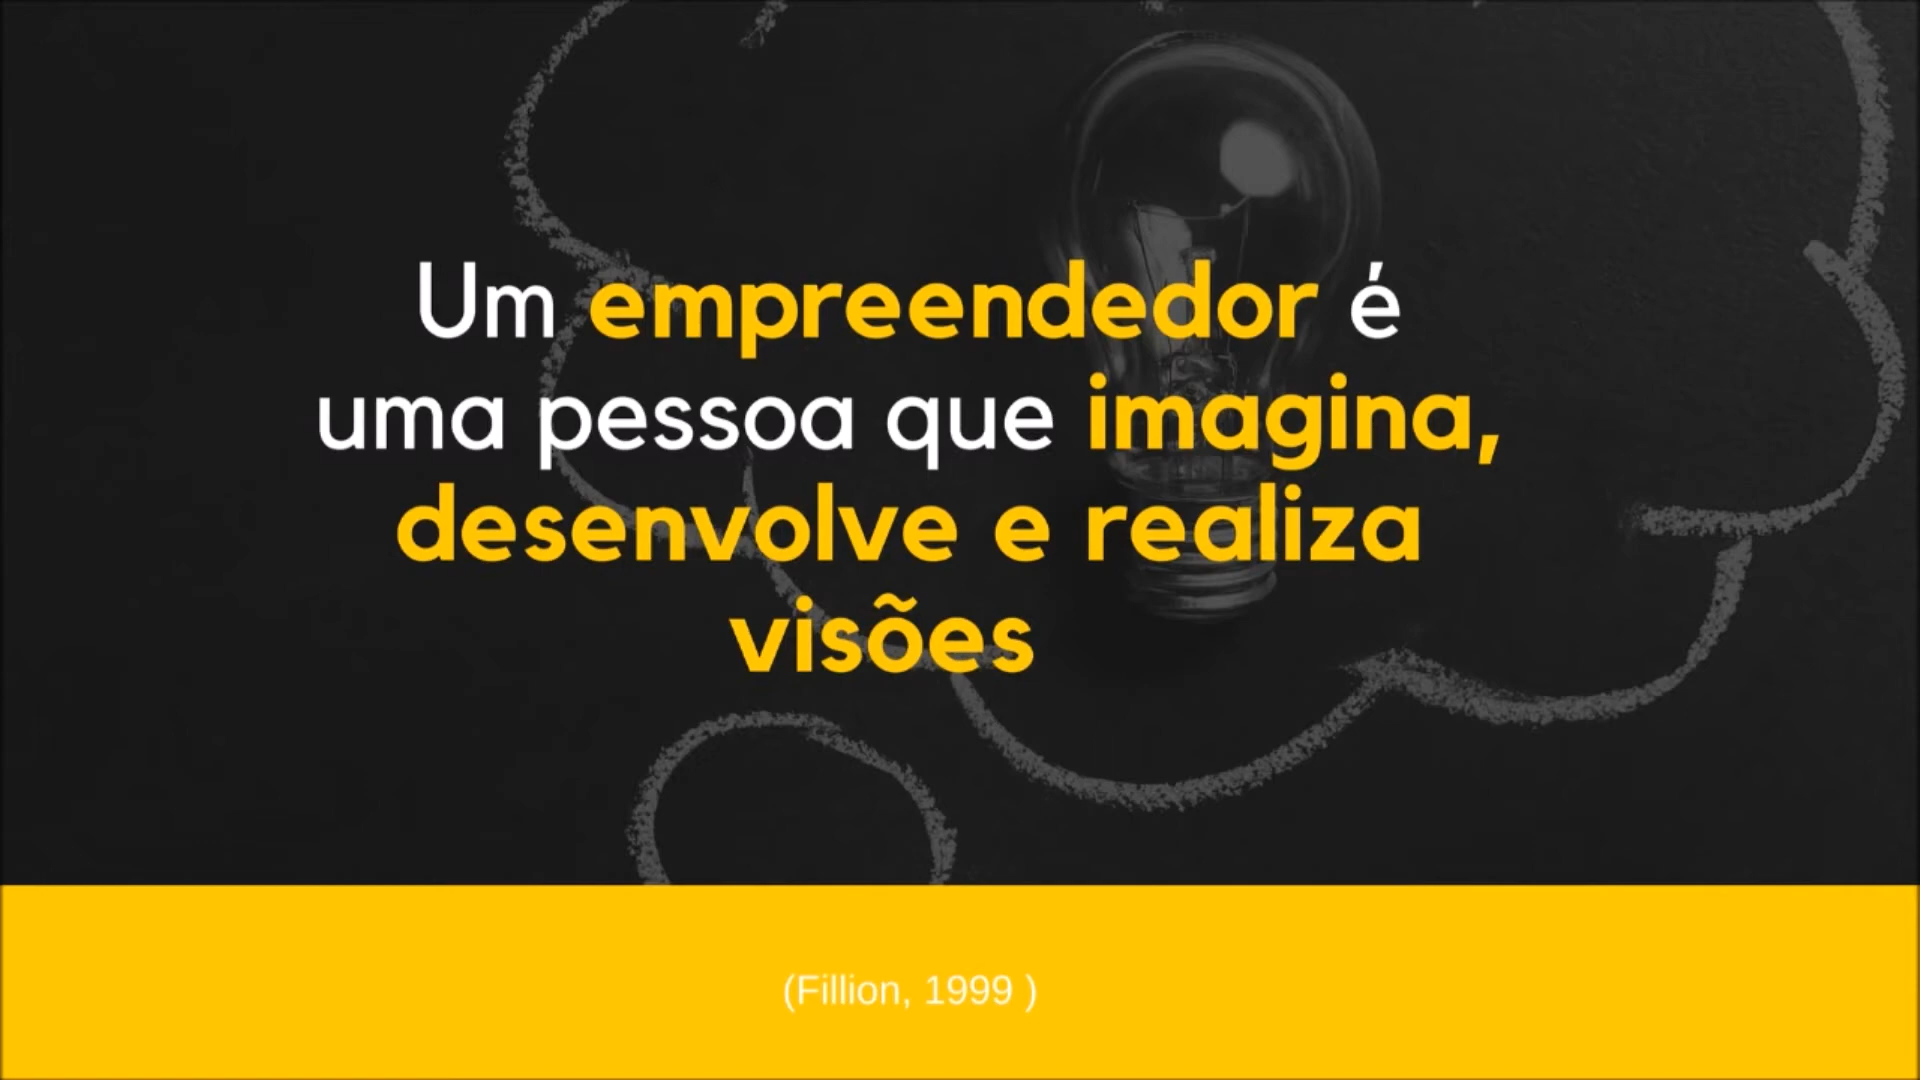 Um empreendedor é
uma pessoa que imagina,
desenvolve e realiza
visões
(Fillion, 1999 )